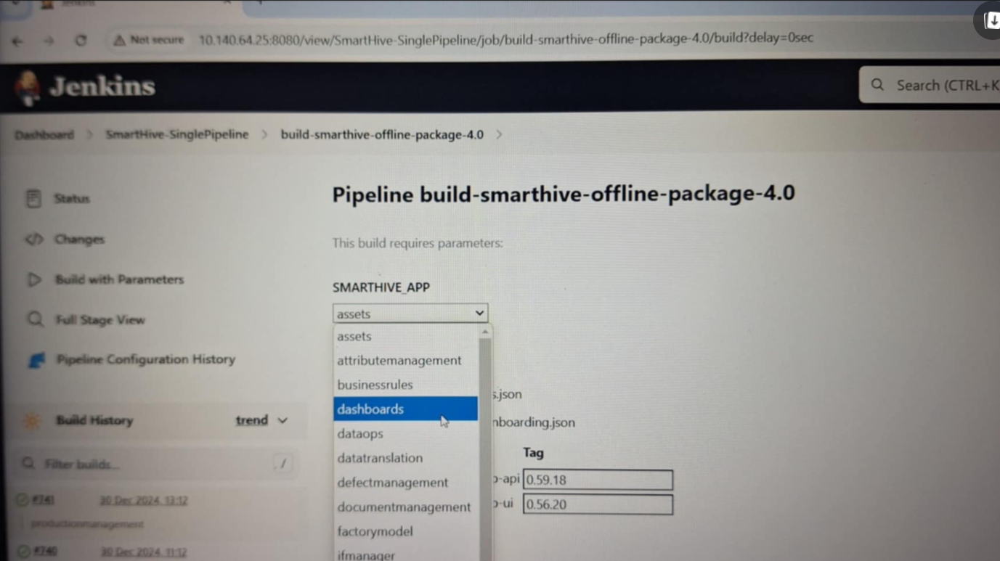 Jenkins
Not secure 10.140.64.25:8080/view/SmartHive-SinglePipeline/job/build-smarthive-offline-package-4.0/build?delay=0sec
Jenkins
Search (CTRL+K
Dashboard > SmartHive-SinglePipeline > build-smarthive-offline-package-4.0 >
Status
Changes
Build with Parameters
Full Stage View
Pipeline Configuration History
Build History trend
Filter builds... /
#741 30 Dec 2024, 13:12
productionmanagement
#740 30 Dec 2024, 11:12
Pipeline build-smarthive-offline-package-4.0
This build requires parameters:
SMARTHIVE_APP
assets
assets
attributemanagement
businessrules
dashboards
dataops
datatranslation
defectmanagement
documentmanagement
factorymodel
ifmanager
s.json
nboarding.json
Tag
o-api 0.59.18
o-ui 0.56.20